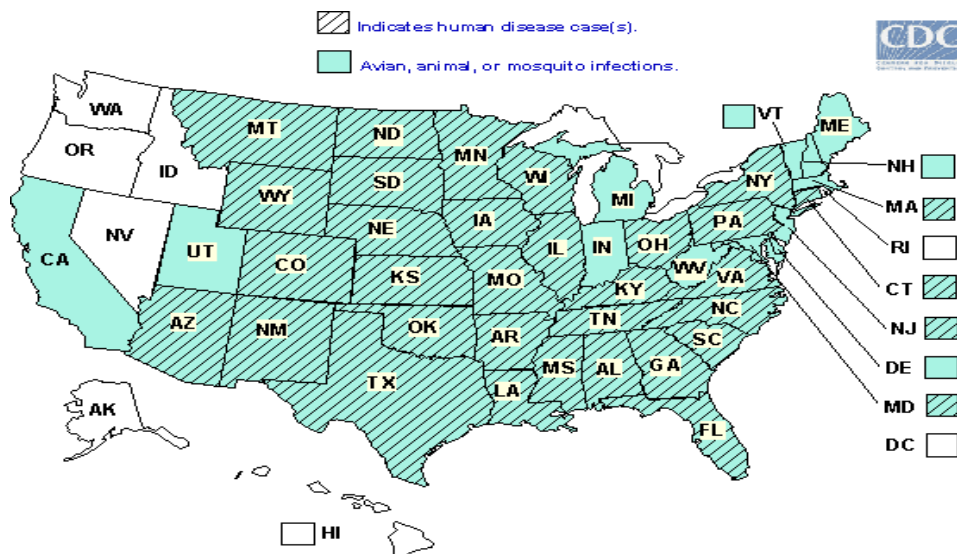 Indicates human disease case(s).
CDC
Avian, animal, or mosquito infections.
WA
VT
ME
MT
ND
OR
MN
NH
ID
WI
NY
SD
WY
MI
MA
IA
PA
NE
RI
NV
IL
IN
OH
UT
CA
CO
WV
VA
KS
MO
CT
KY
NC
TN
AZ
NM
OK
NJ
AR
SC
MS
AL
GA
DE
TX
LA
AK
MD
FL
DC
HI